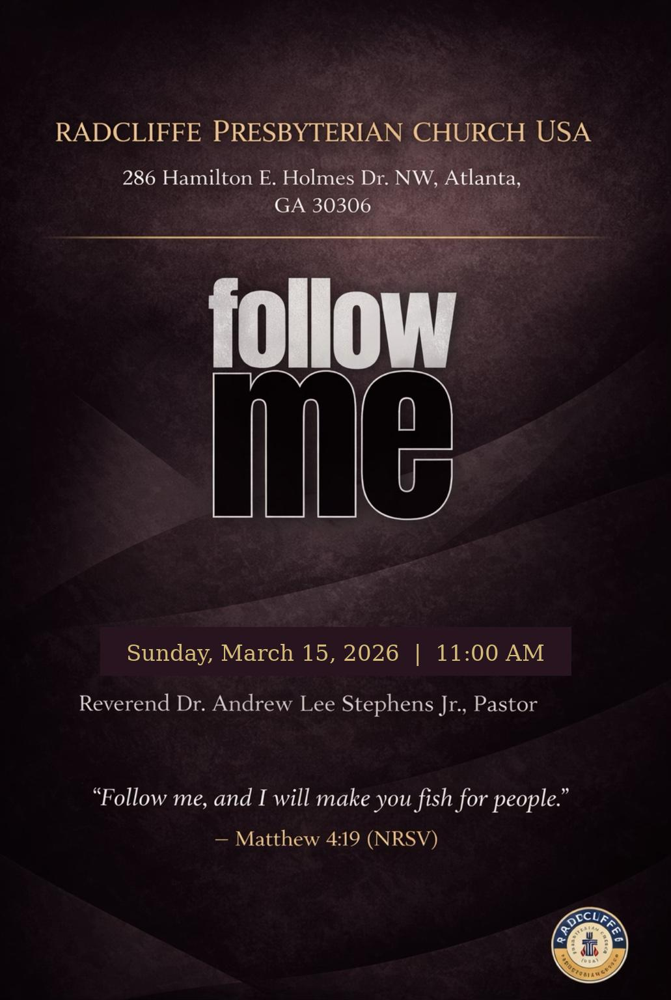 RADCLIFFE PRESBYTERIAN CHURCH USA
286 Hamilton E. Holmes Dr. NW, Atlanta,
GA 30306
follow
me
Sunday, March 15, 2026 | 11:00 AM
Reverend Dr. Andrew Lee Stephens Jr., Pastor
“Follow me, and I will make you fish for people.”
– Matthew 4:19 (NRSV)
(USA)